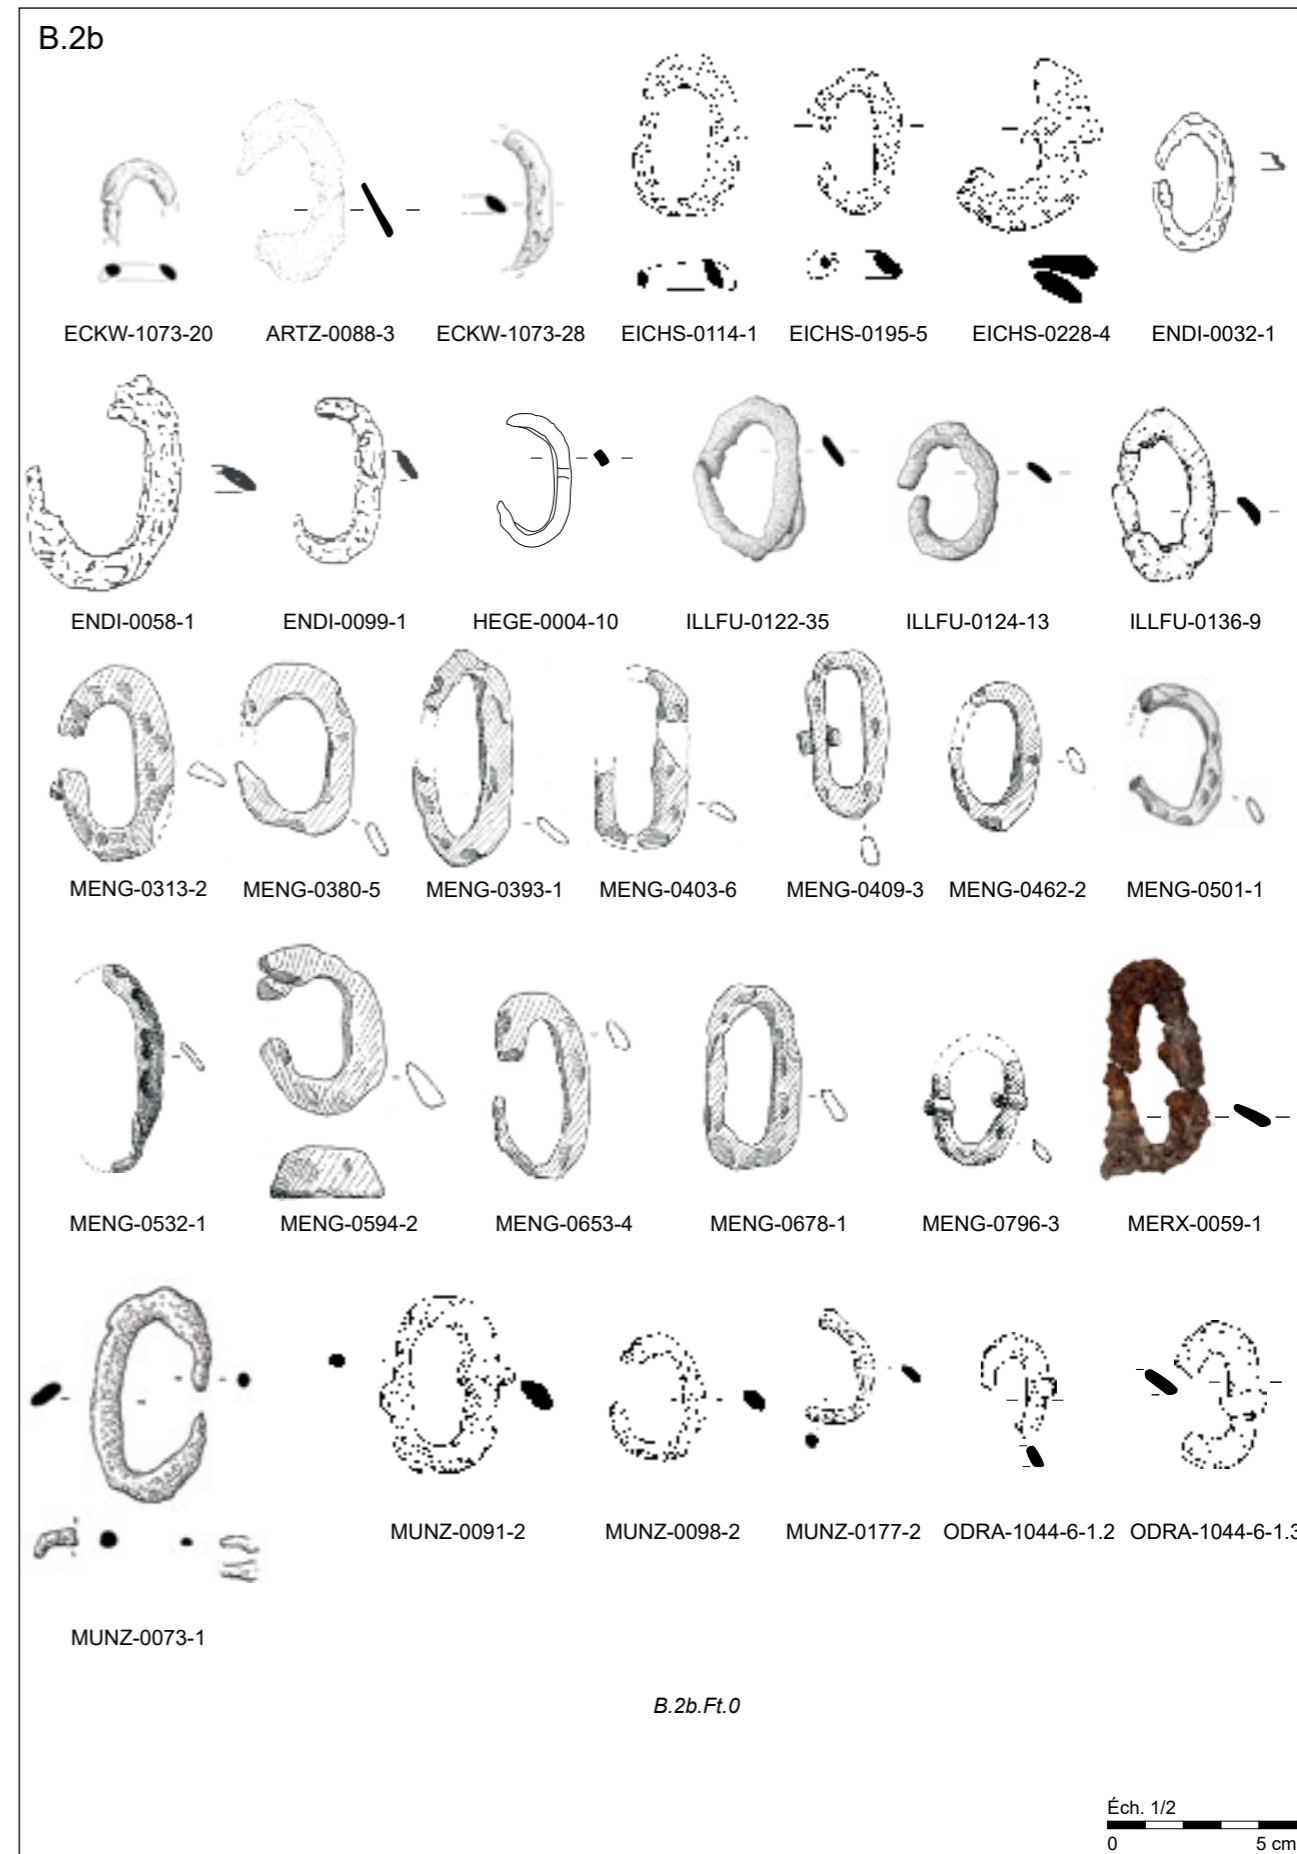 B.2b
ECKW-1073-20 ARTZ-0088-3 ECKW-1073-28 EICHS-0114-1 EICHS-0195-5 EICHS-0228-4 ENDI-0032-1
ENDI-0058-1 ENDI-0099-1 HEGE-0004-10 ILLFU-0122-35 ILLFU-0124-13 ILLFU-0136-9
MENG-0313-2 MENG-0380-5 MENG-0393-1 MENG-0403-6 MENG-0409-3 MENG-0462-2 MENG-0501-1
MENG-0532-1 MENG-0594-2 MENG-0653-4 MENG-0678-1 MENG-0796-3 MERX-0059-1
MUNZ-0091-2 MUNZ-0098-2 MUNZ-0177-2 ODRA-1044-6-1.2 ODRA-1044-6-1.3
MUNZ-0073-1
B.2b.Ft.0
Éch. 1/2
0 5 cm